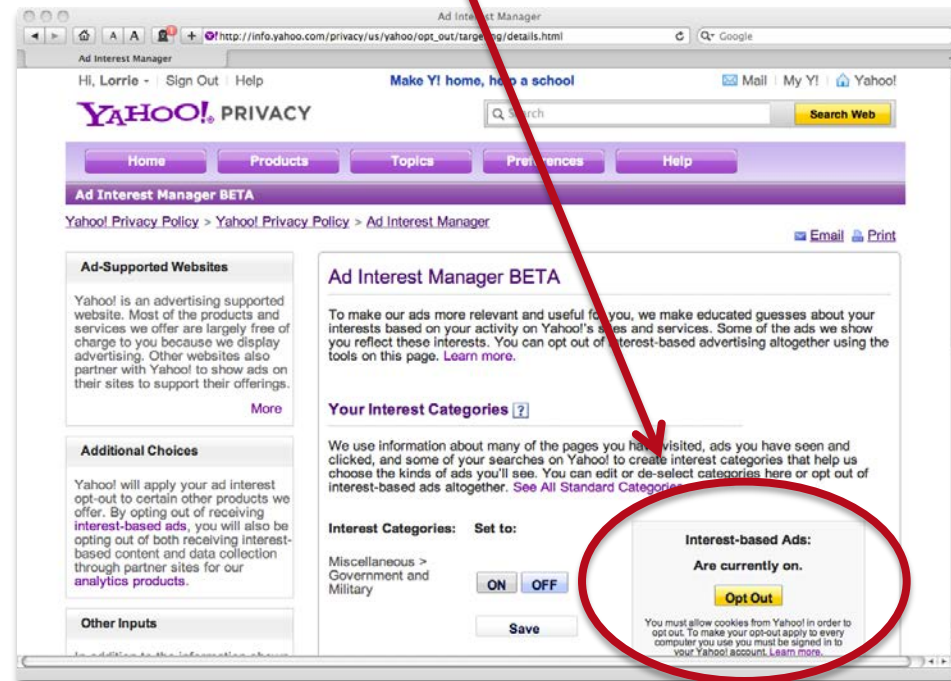 Ad Interest Manager
A A + http://info.yahoo.com/privacy/us/yahoo/opt_out/targeting/details.html Google
Ad Interest Manager
Hi, Lorrie Sign Out Help Make Y! home, help a school Mail My Y! Yahoo!
YAHOO!® PRIVACY Search Search Web
Home Products Topics Preferences Help
Ad Interest Manager BETA
Yahoo! Privacy Policy > Yahoo! Privacy Policy > Ad Interest Manager
Email Print
Ad-Supported Websites
Yahoo! is an advertising supported
website. Most of the products and
services we offer are largely free of
charge to you because we display
advertising. Other websites also
partner with Yahoo! to show ads on
their sites to support their offerings.
More
Additional Choices
Yahoo! will apply your ad interest
opt-out to certain other products we
offer. By opting out of receiving
interest-based ads, you will also be
opting out of both receiving interest-
based content and data collection
through partner sites for our
analytics products.
Other Inputs
Ad Interest Manager BETA
To make our ads more relevant and useful for you, we make educated guesses about your
interests based on your activity on Yahoo!'s sites and services. Some of the ads we show
you reflect these interests. You can opt out of interest-based advertising altogether using the
tools on this page. Learn more.
Your Interest Categories ?
We use information about many of the pages you have visited, ads you have seen and
clicked, and some of your searches on Yahoo! to create interest categories that help us
choose the kinds of ads you'll see. You can edit or de-select categories here or opt out of
interest-based ads altogether. See All Standard Categories
Interest Categories: Set to:
Miscellaneous >
Government and
Military
ON OFF
Save
Interest-based Ads:
Are currently on.
Opt Out
You must allow cookies from Yahoo! in order to
opt out. To make your opt-out apply to every
computer you use you must be signed in to
your Yahoo! account. Learn more.